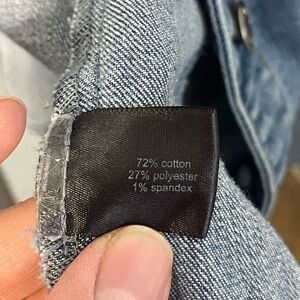 72% cotton
27% polyester
1% spandex